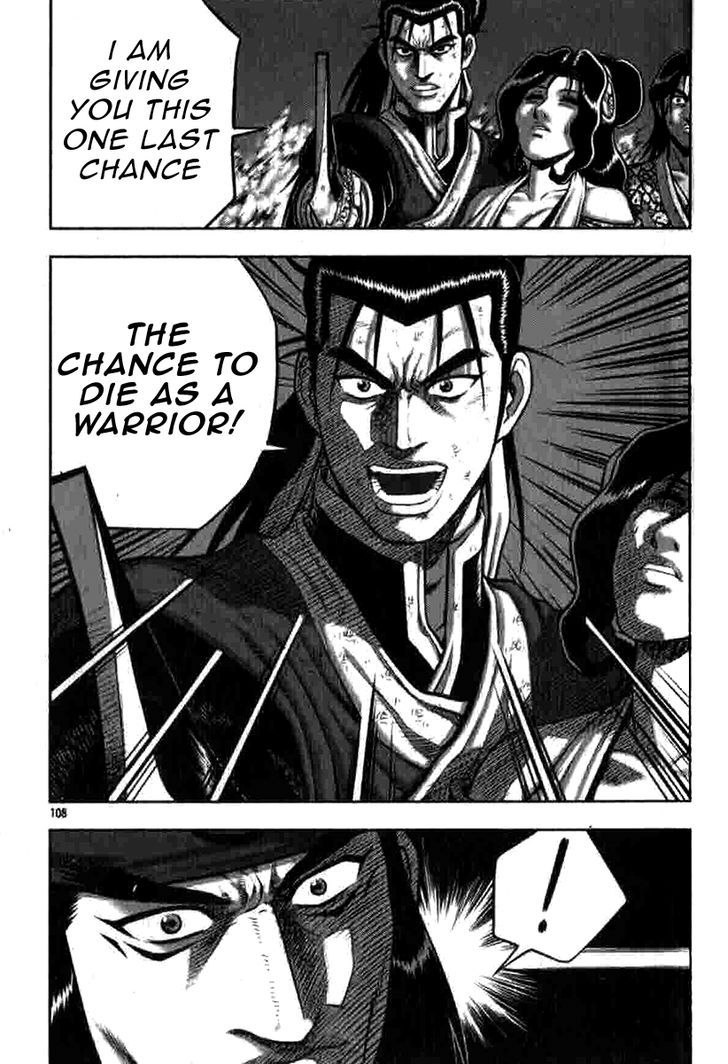 I AM
GIVING
YOU THIS
ONE LAST
CHANCE
THE
CHANCE TO
DIE AS A
WARRIOR!
108
!